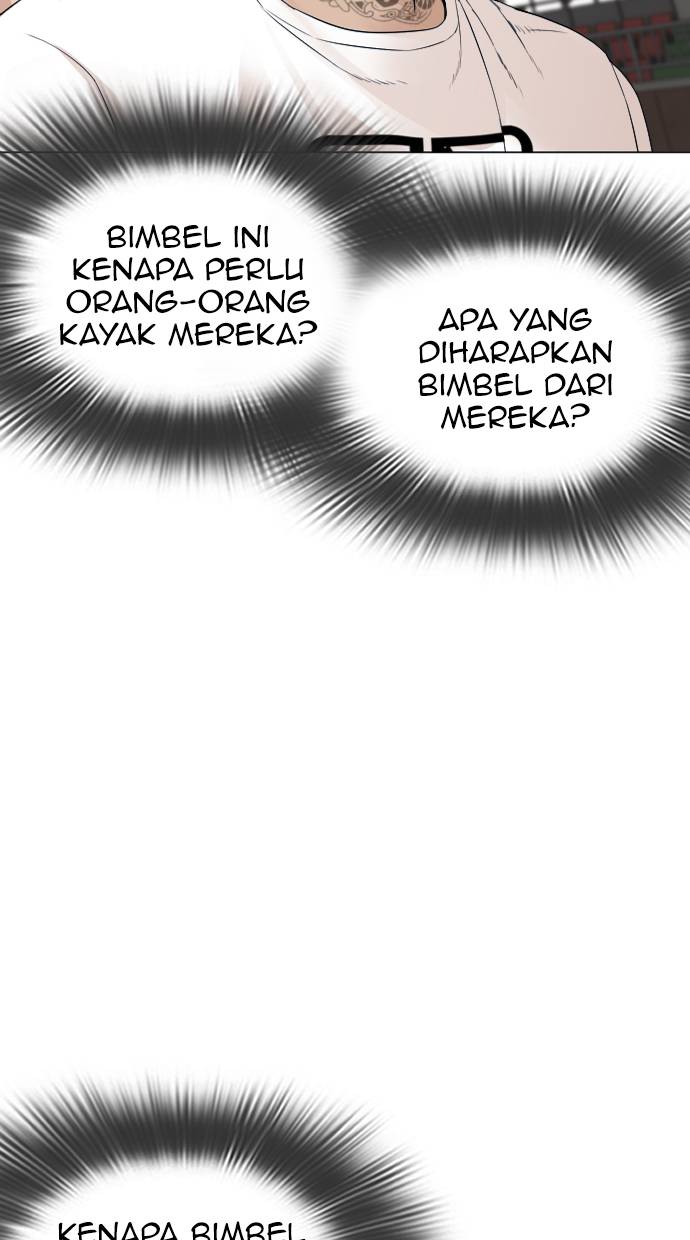 BIMBEL INI
KENAPA PERLU
ORANG-ORANG
KAYAK MEREKA?
APA YANG
DIHARAPKAN
BIMBEL DARI
MEREKA?
KENAPA BIMBEL